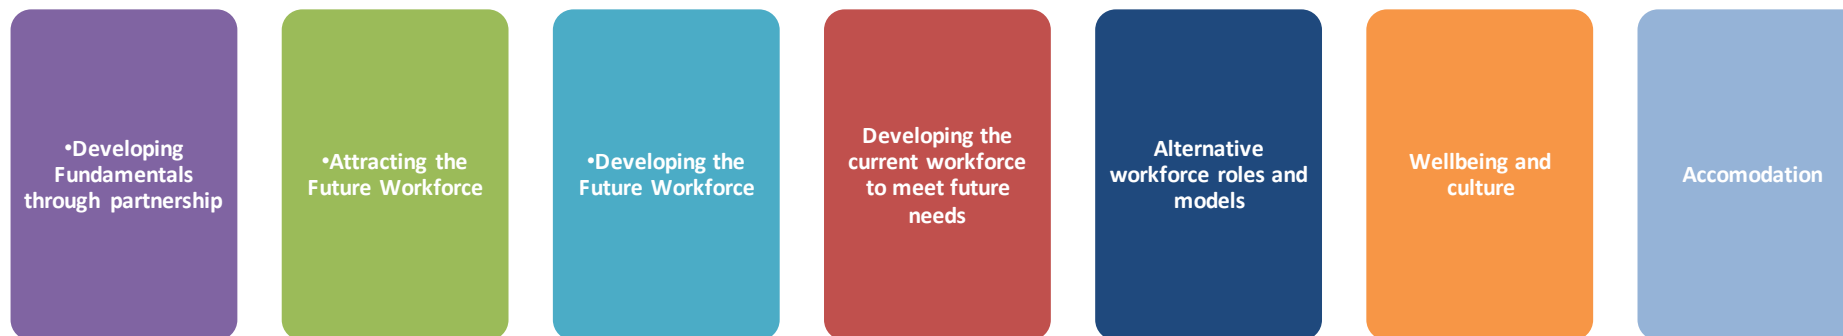 •Developing
Fundamentals
through partnership
•Attracting the
Future Workforce
•Developing the
Future Workforce
Developing the
current workforce
to meet future
needs
Alternative
workforce roles and
models
Wellbeing and
culture
Accomodation